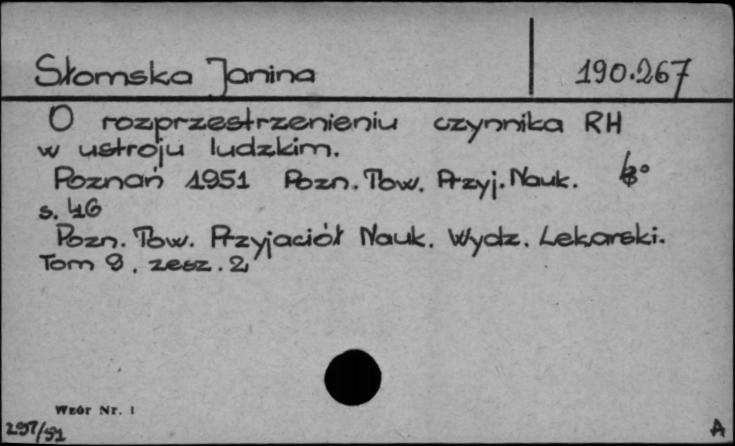 Słomska Janina
190.267
O rozprzestrzenieniu czynnika RH
w ustroju ludzkim.
Poznań 1951 Pozn. Tow. Przyj. Nauk.
s. 46
Pozn. Tow. Przyjaciół Nauk. Wydz. Lekarski.
Tom 9, zesz. 2
Wzór Nr. 1
297/51
A